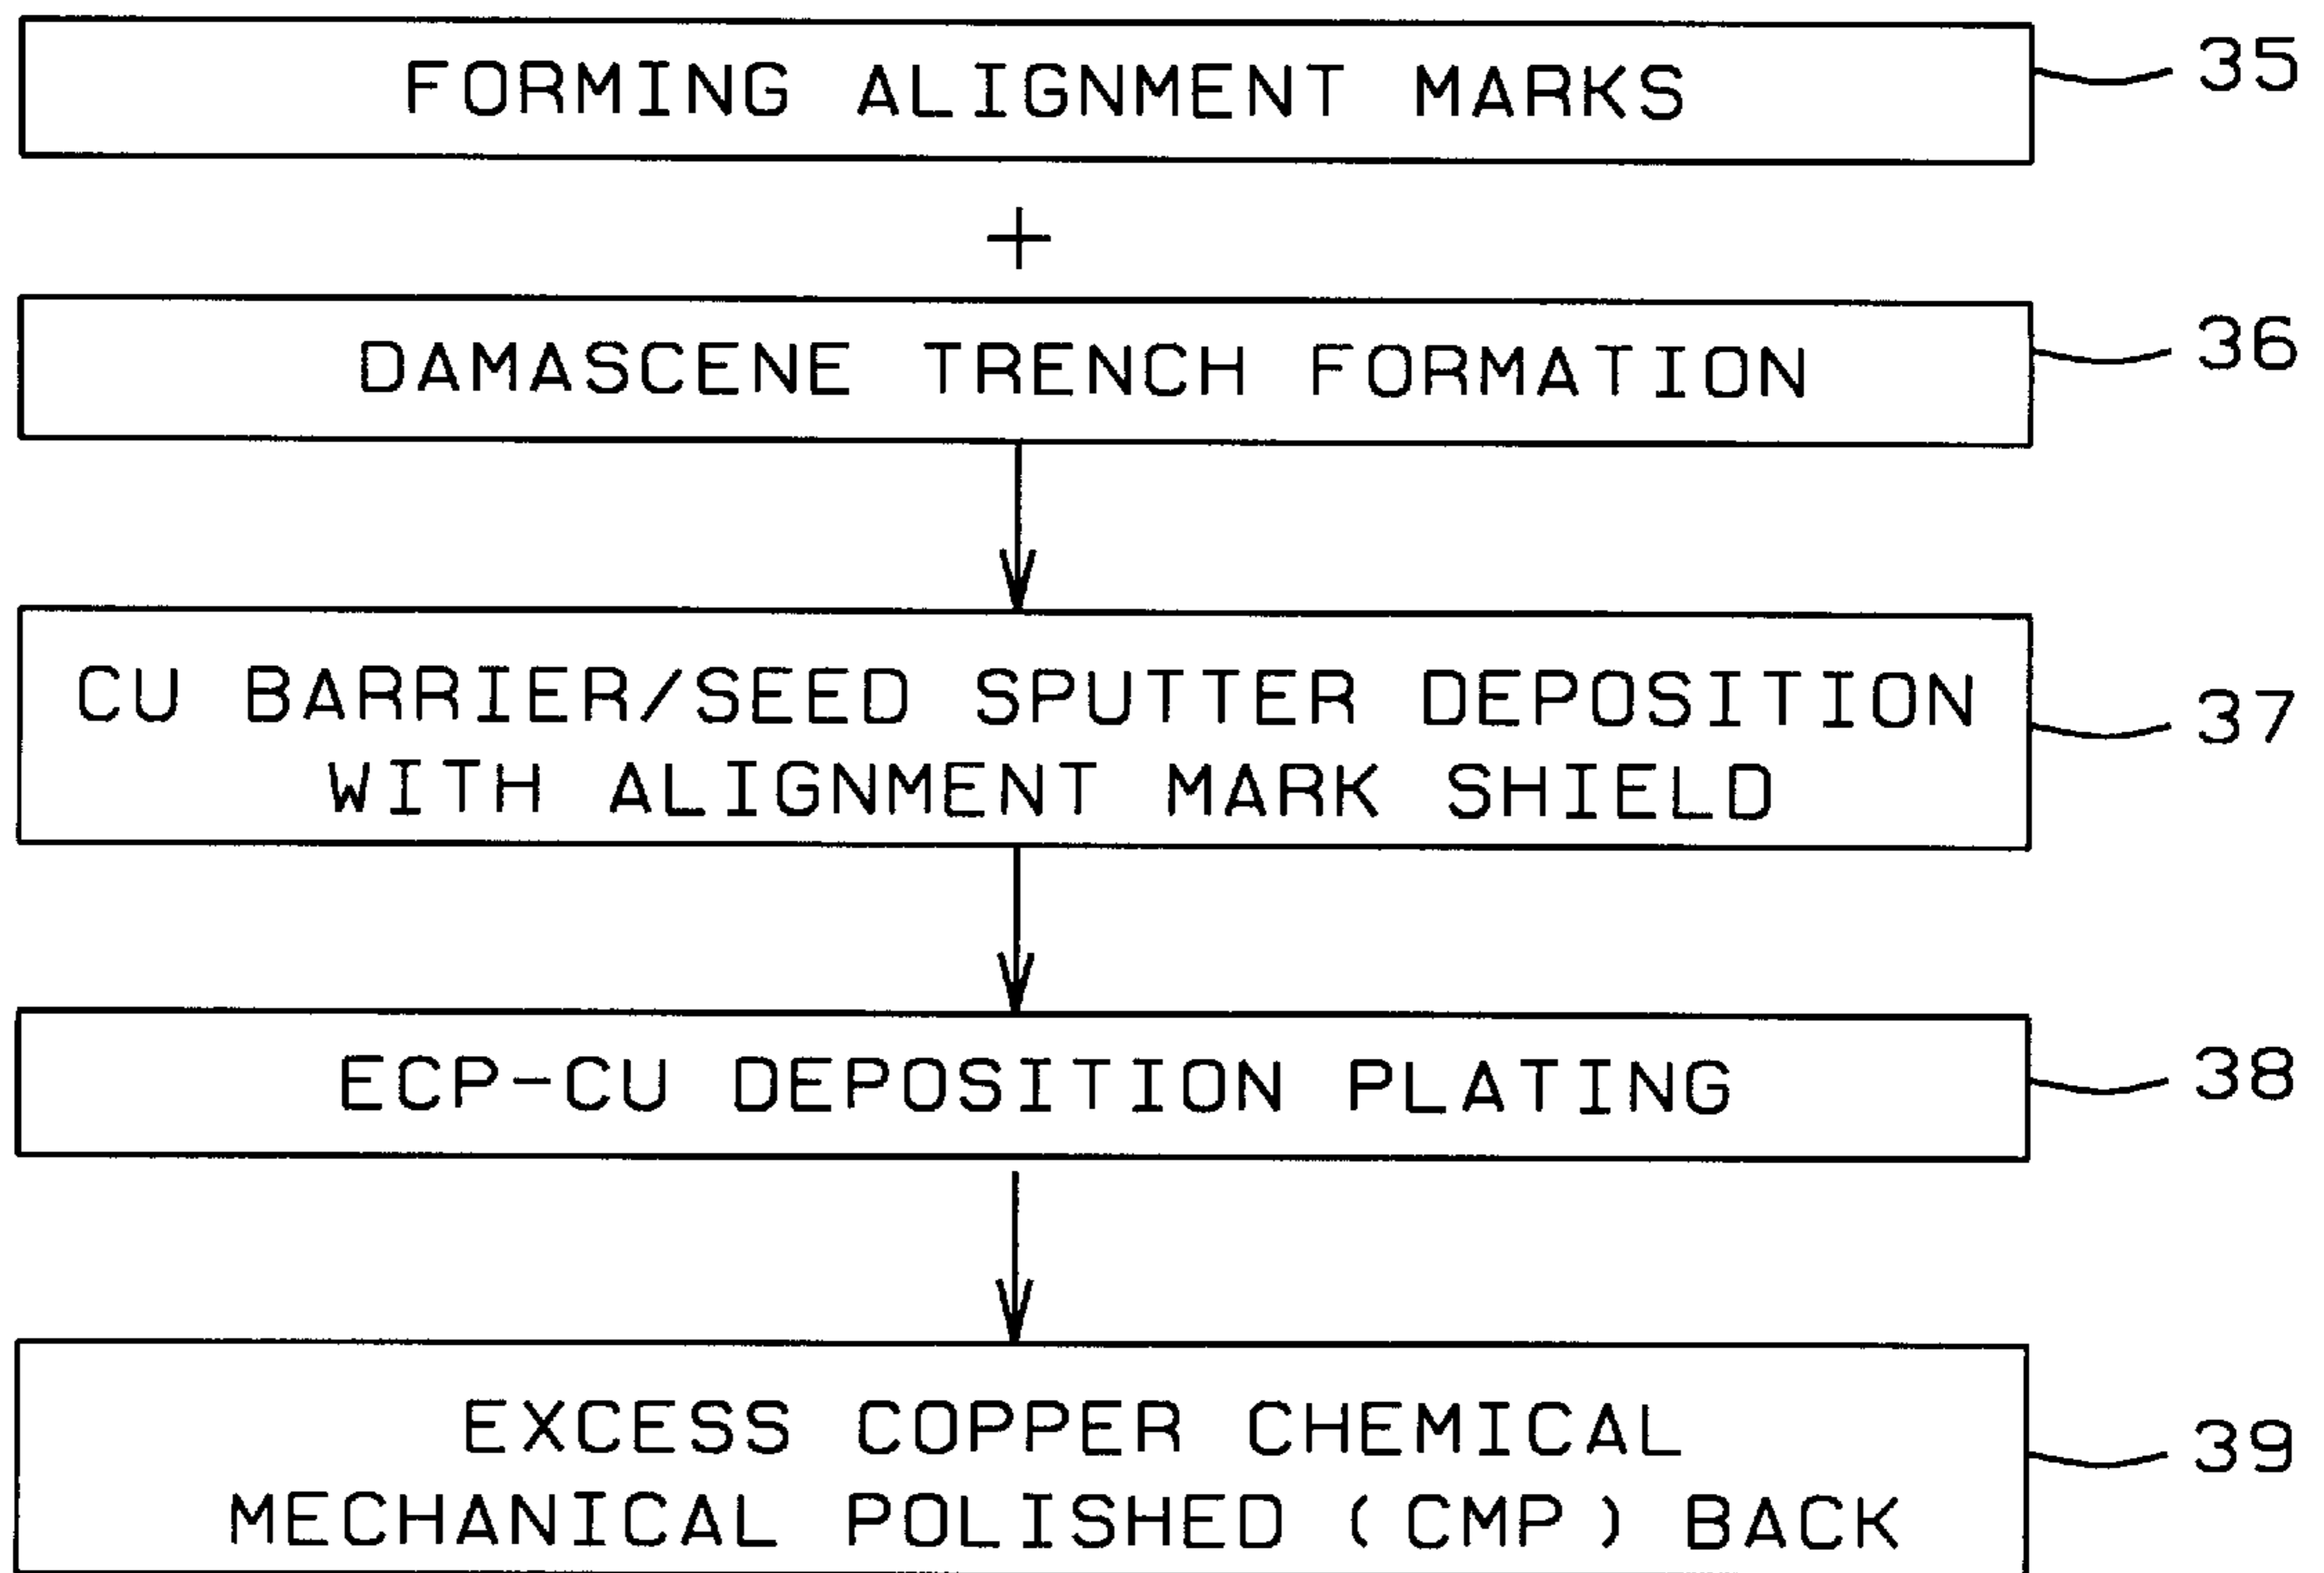 FORMING ALIGNMENT MARKS 35
+
DAMASCENE TRENCH FORMATION 36
CU BARRIER/SEED SPUTTER DEPOSITION
WITH ALIGNMENT MARK SHIELD 37
ECP-CU DEPOSITION PLATING 38
EXCESS COPPER CHEMICAL
MECHANICAL POLISHED (CMP) BACK 39